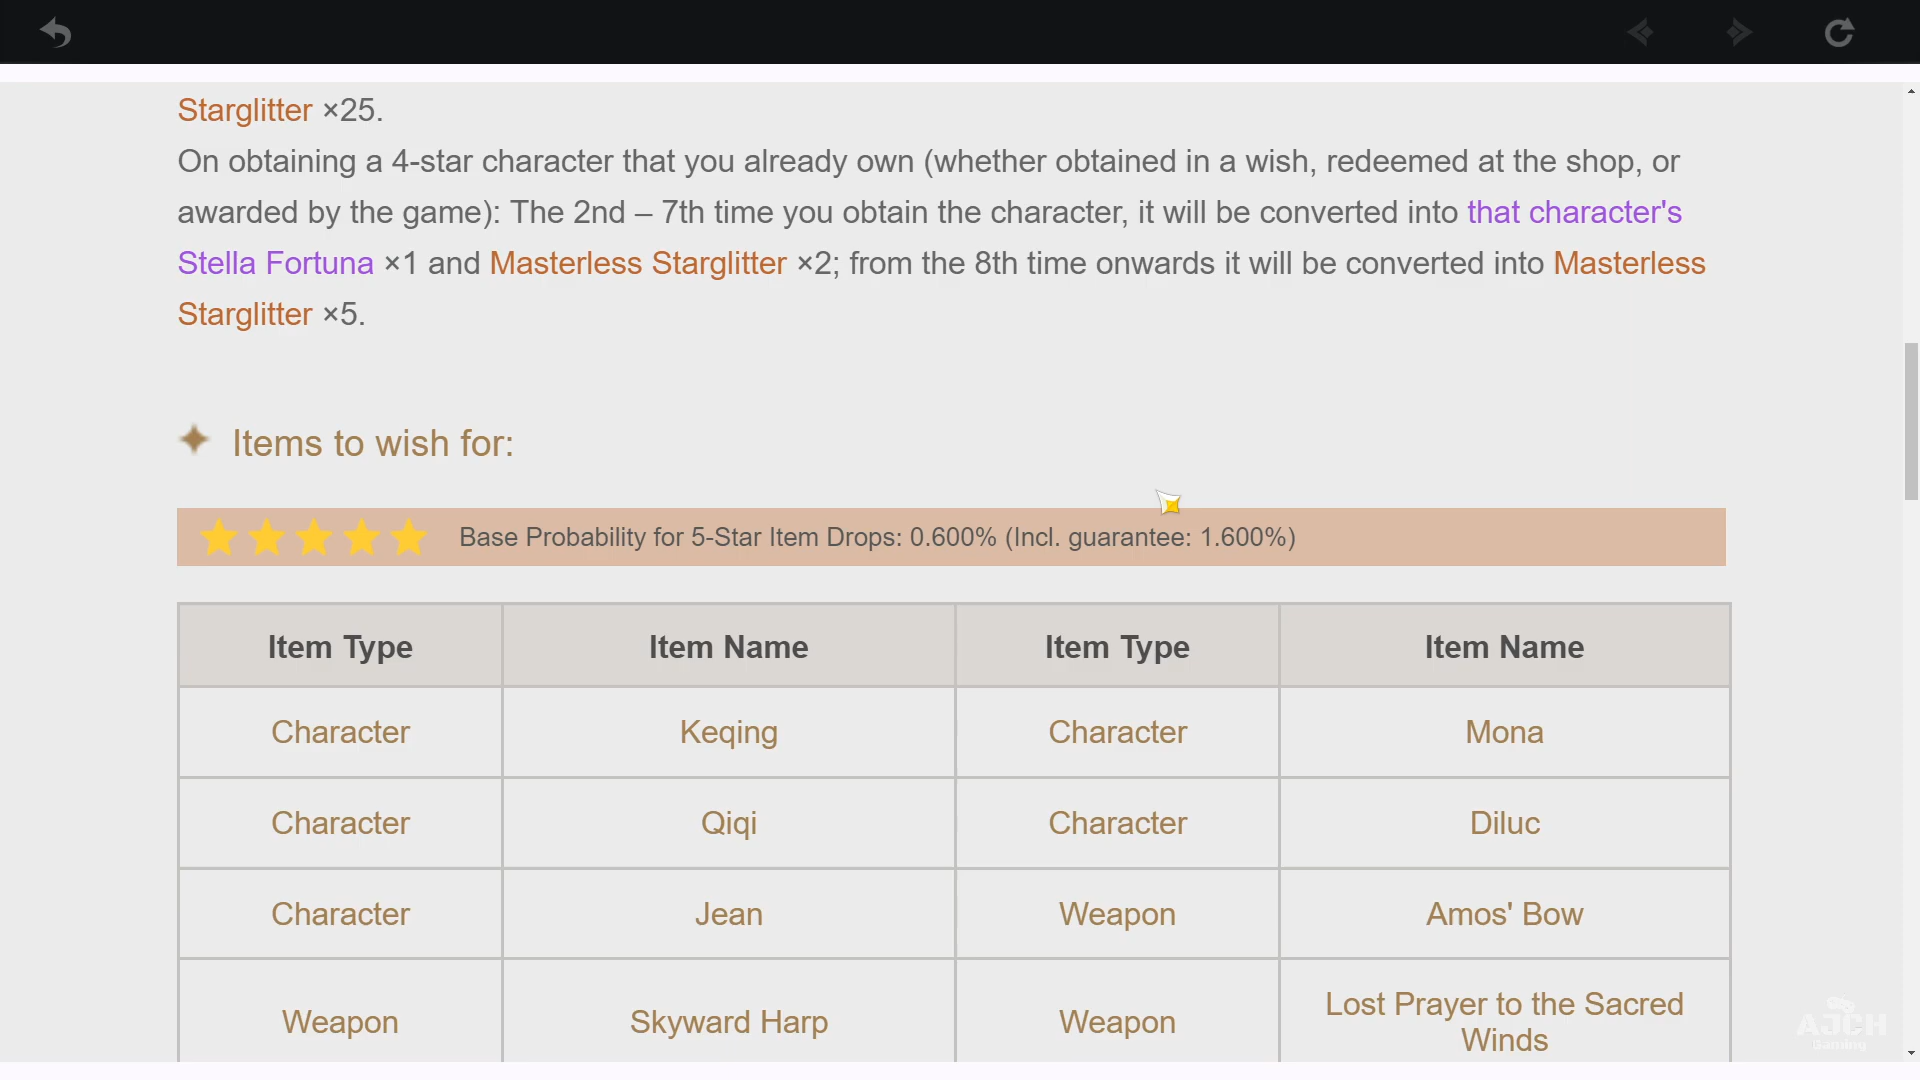 Starglitter ×25.
On obtaining a 4-star character that you already own (whether obtained in a wish, redeemed at the shop, or
awarded by the game): The 2nd – 7th time you obtain the character, it will be converted into that character's
Stella Fortuna ×1 and Masterless Starglitter ×2; from the 8th time onwards it will be converted into Masterless
Starglitter ×5.
Items to wish for:
Base Probability for 5-Star Item Drops: 0.600% (Incl. guarantee: 1.600%)
Item Type Item Name Item Type Item Name
Character Keqing Character Mona
Character Qiqi Character Diluc
Character Jean Weapon Amos' Bow
Weapon Skyward Harp Weapon Lost Prayer to the Sacred
Winds
AJCH
Gaming